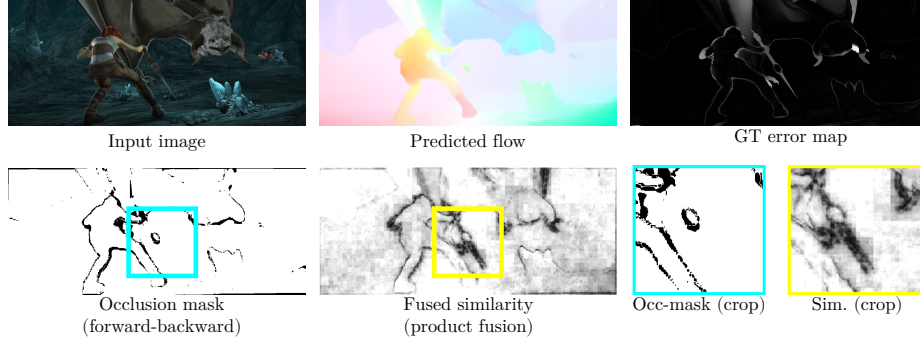 Input image
Predicted flow
GT error map
Occlusion mask
(forward-backward)
Fused similarity
(product fusion)
Occ-mask (crop)
Sim. (crop)